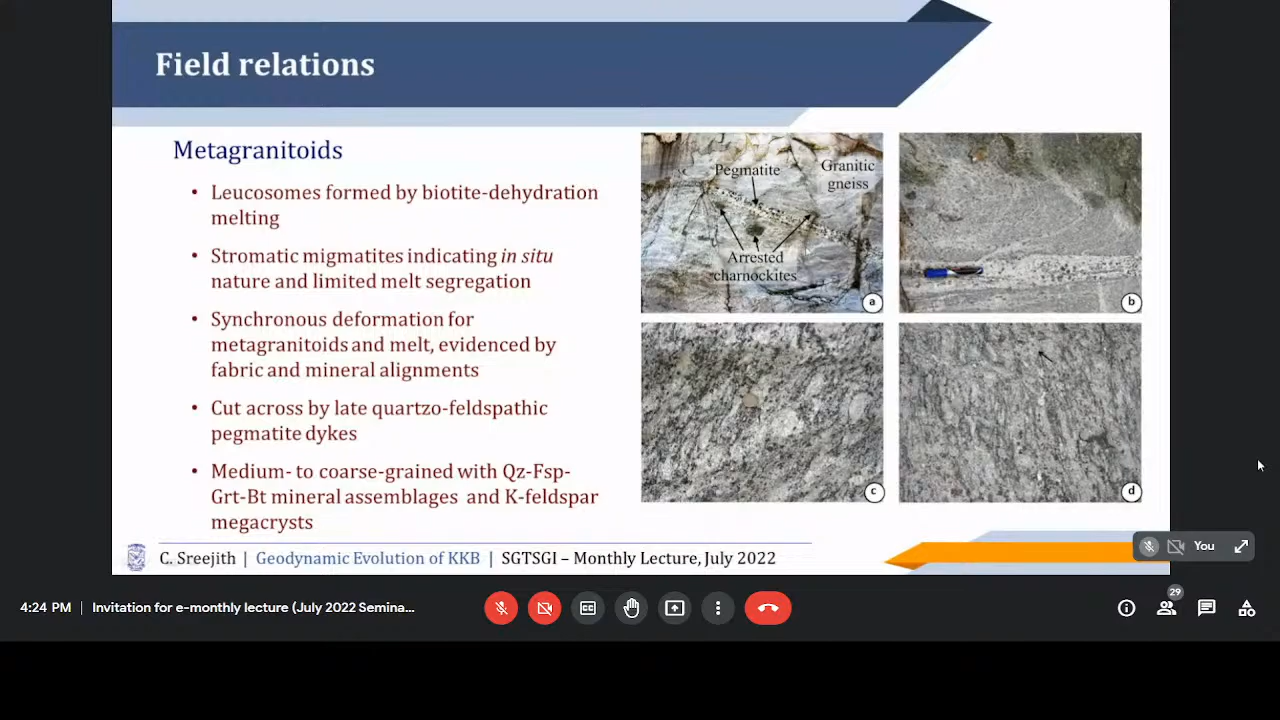 Field relations
Metagranitoids
• Leucosomes formed by biotite-dehydration
melting
• Stromatic migmatites indicating in situ
nature and limited melt segregation
• Synchronous deformation for
metagranitoids and melt, evidenced by
fabric and mineral alignments
• Cut across by late quartzo-feldspathic
pegmatite dykes
• Medium- to coarse-grained with Qz-Fsp-
Grt-Bt mineral assemblages and K-feldspar
megacrysts
Pegmatite
Granitic
gneiss
Arrested
charnockites
a
b
c
d
C. Sreejith | Geodynamic Evolution of KKB | SGTSGI – Monthly Lecture, July 2022
You
4:24 PM | Invitation for e-monthly lecture (July 2022 Semina...
CC
29